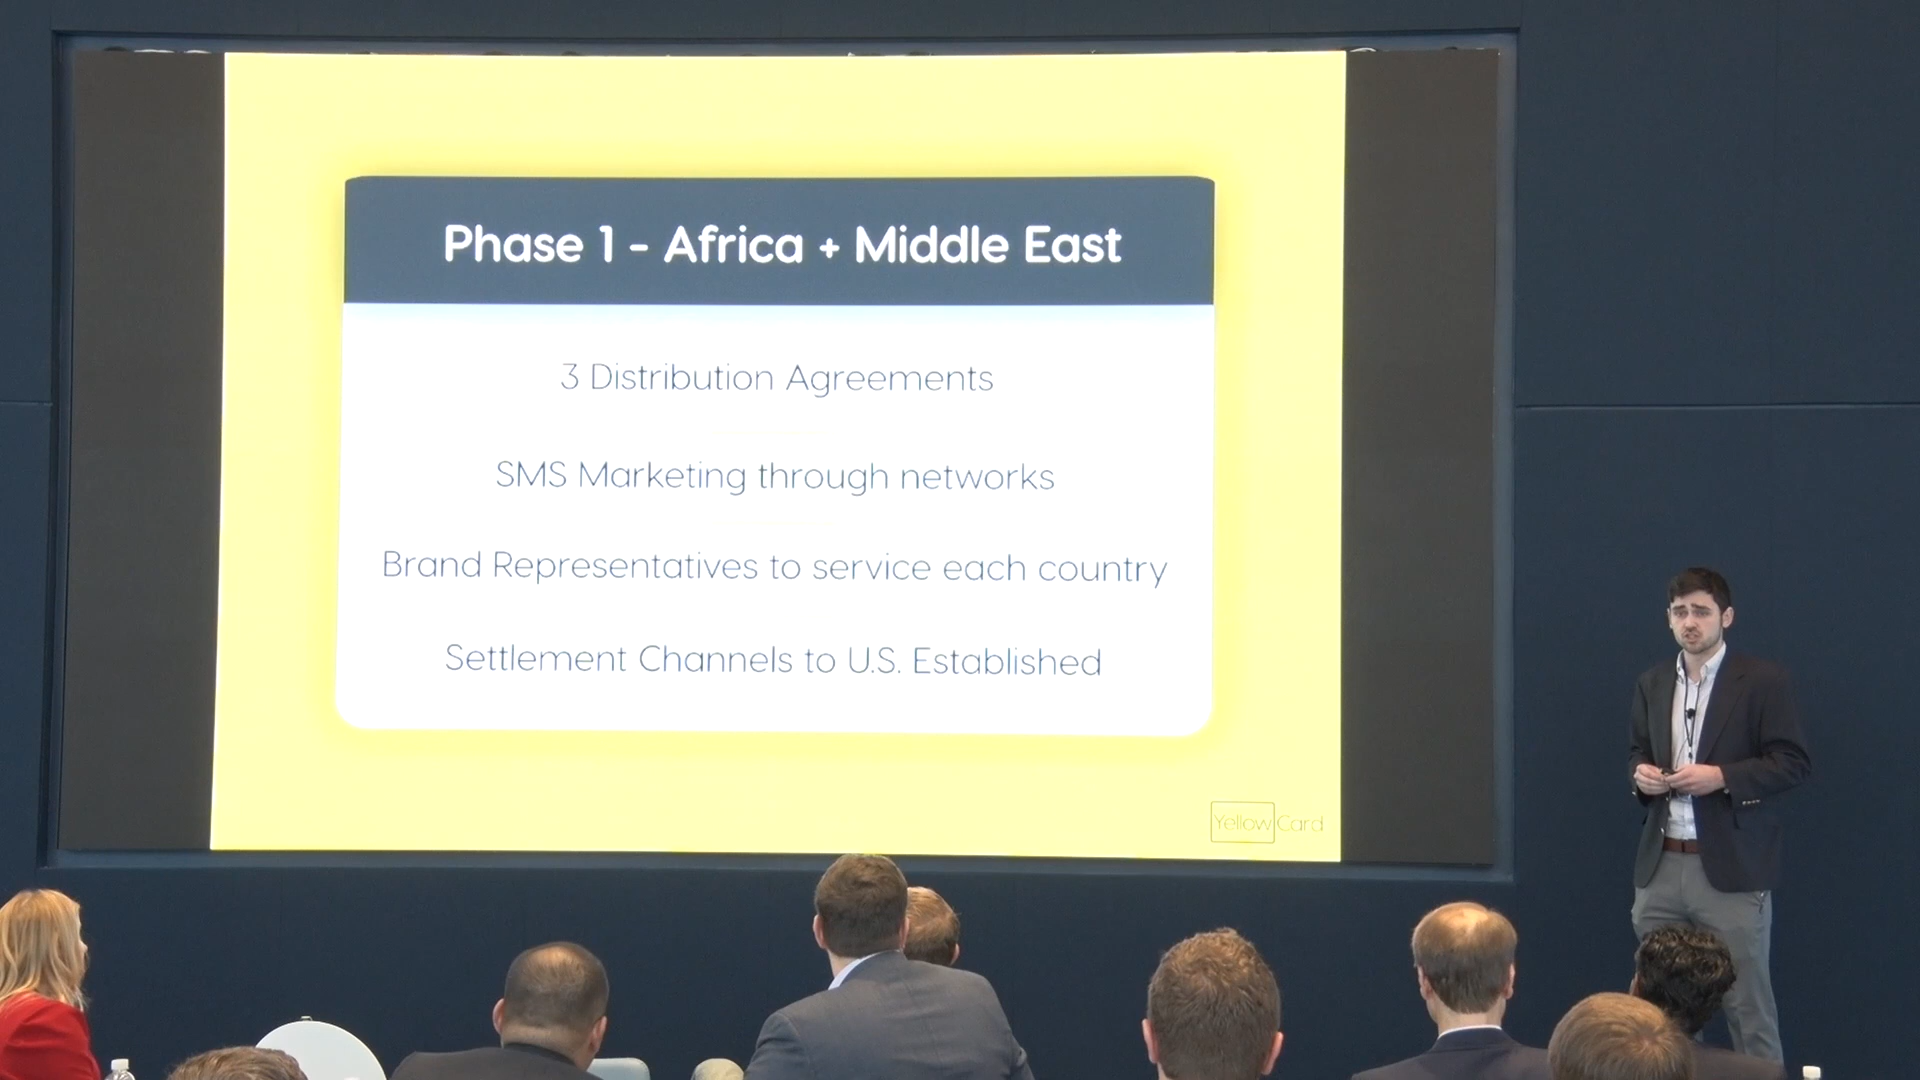 Phase 1 - Africa + Middle East
3 Distribution Agreements
SMS Marketing through networks
Brand Representatives to service each country
Settlement Channels to U.S. Established
Yellow Card